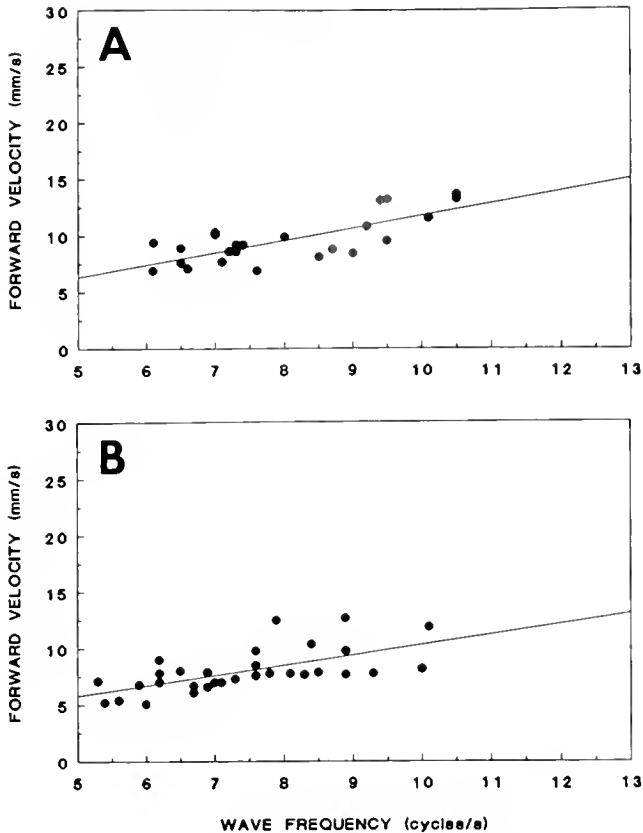 A
FORWARD VELOCITY (mm/s)
30
25
20
15
10
5
0
5 6 7 8 9 10 11 12 13
B
FORWARD VELOCITY (mm/s)
30
25
20
15
10
5
0
5 6 7 8 9 10 11 12 13
WAVE FREQUENCY (cycles/s)